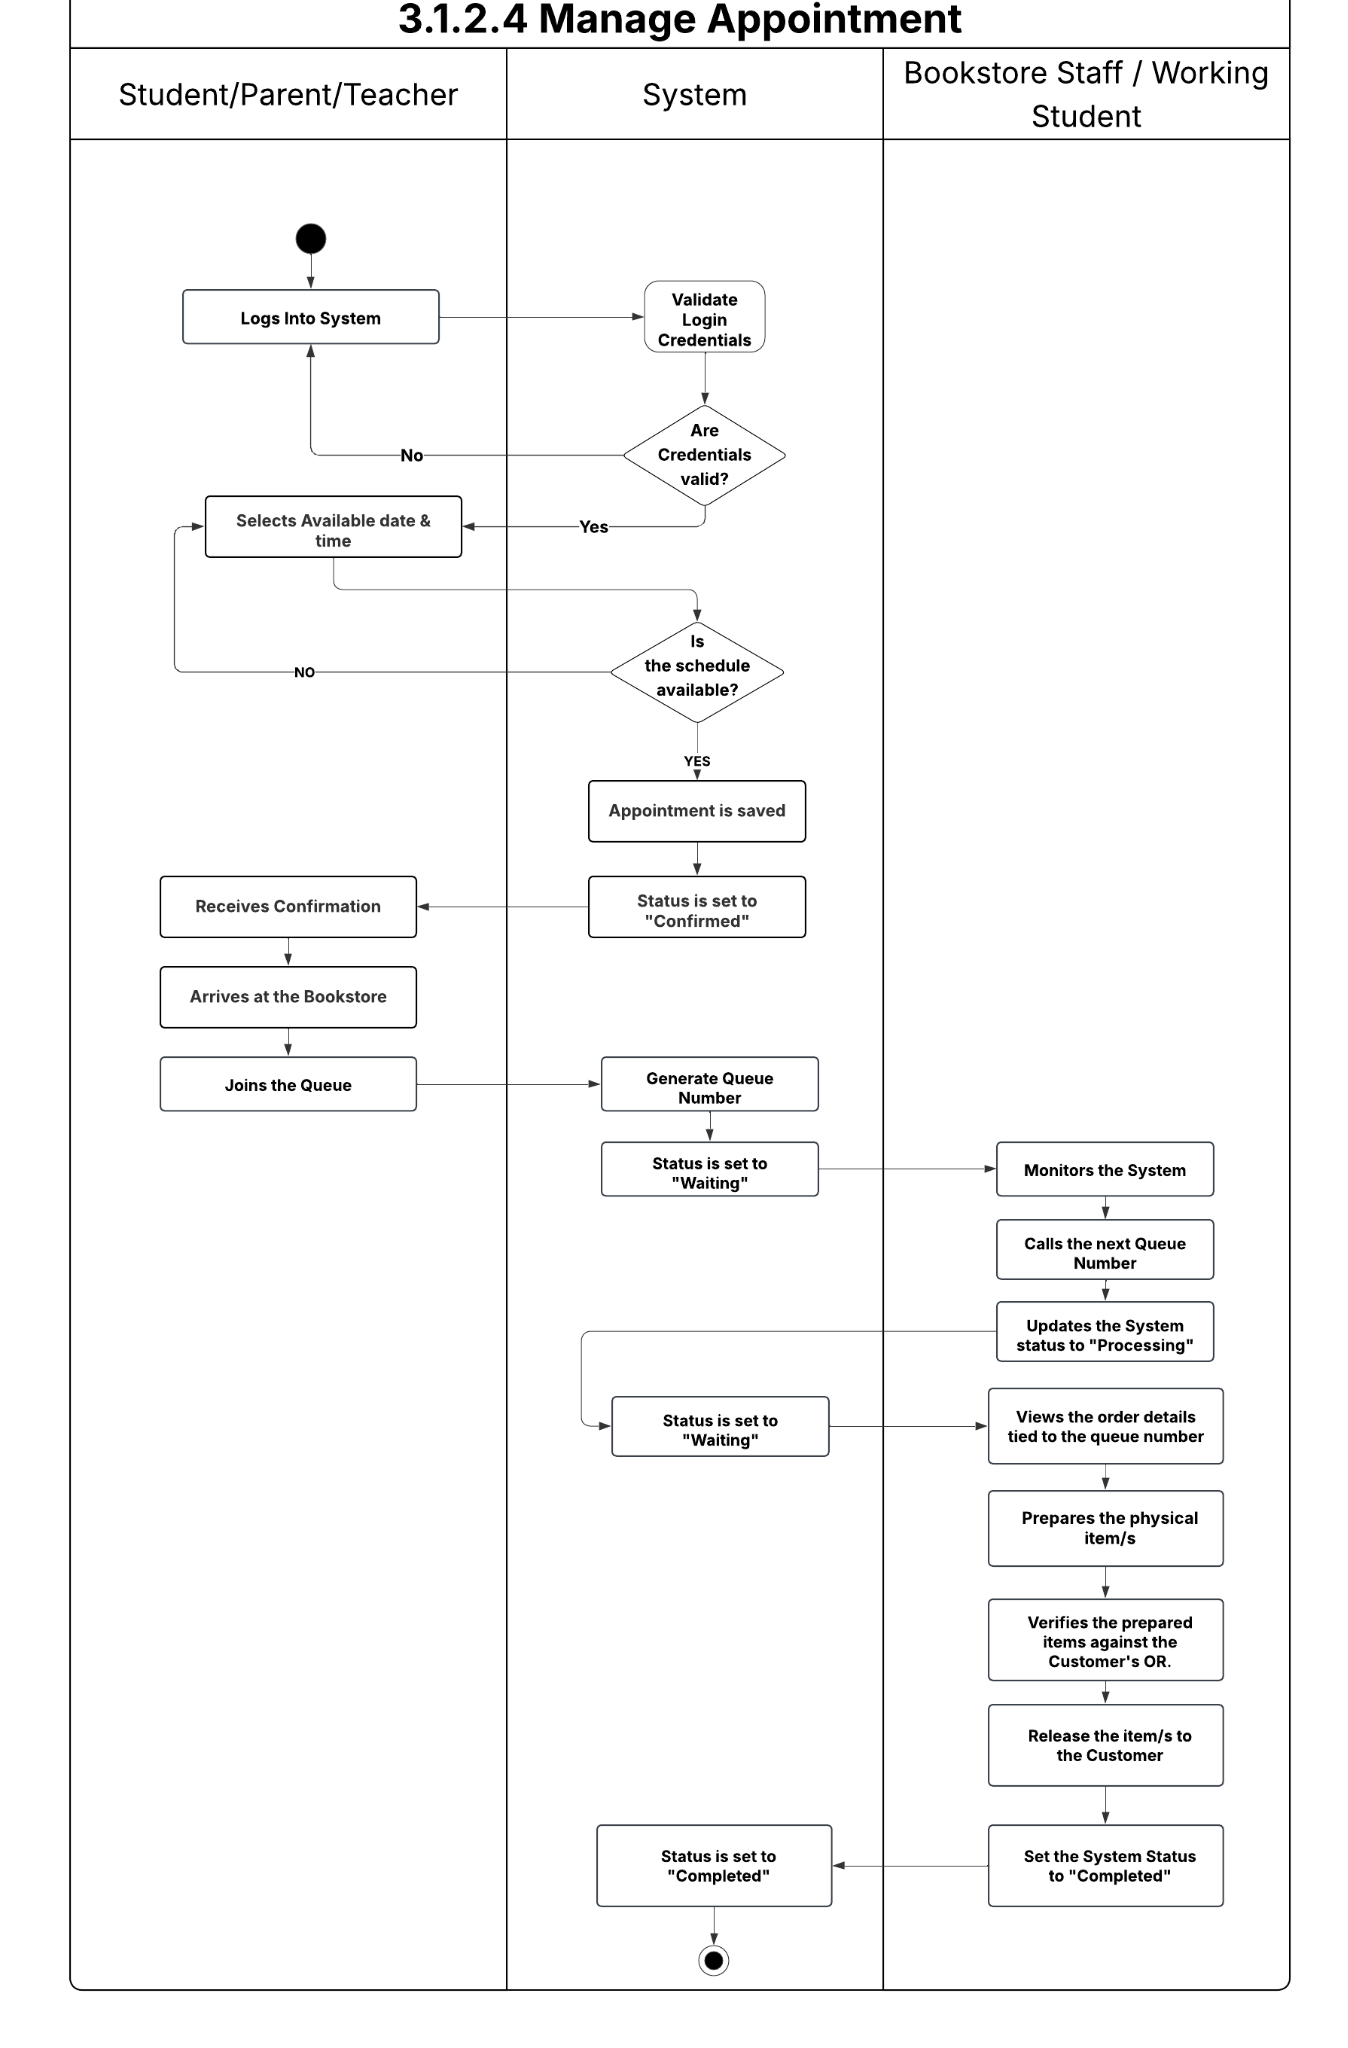 3.1.2.4 Manage Appointment
Student/Parent/Teacher
System
Bookstore Staff / Working
Student
Logs Into System
Validate
Login
Credentials
Are
Credentials
valid?
No
Yes
Selects Available date &
time
Is
the schedule
available?
NO
YES
Appointment is saved
Status is set to
"Confirmed"
Receives Confirmation
Arrives at the Bookstore
Joins the Queue
Generate Queue
Number
Status is set to
"Waiting"
Monitors the System
Calls the next Queue
Number
Updates the System
status to "Processing"
Status is set to
"Waiting"
Views the order details
tied to the queue number
Prepares the physical
item/s
Verifies the prepared
items against the
Customer's OR.
Release the item/s to
the Customer
Set the System Status
to "Completed"
Status is set to
"Completed"